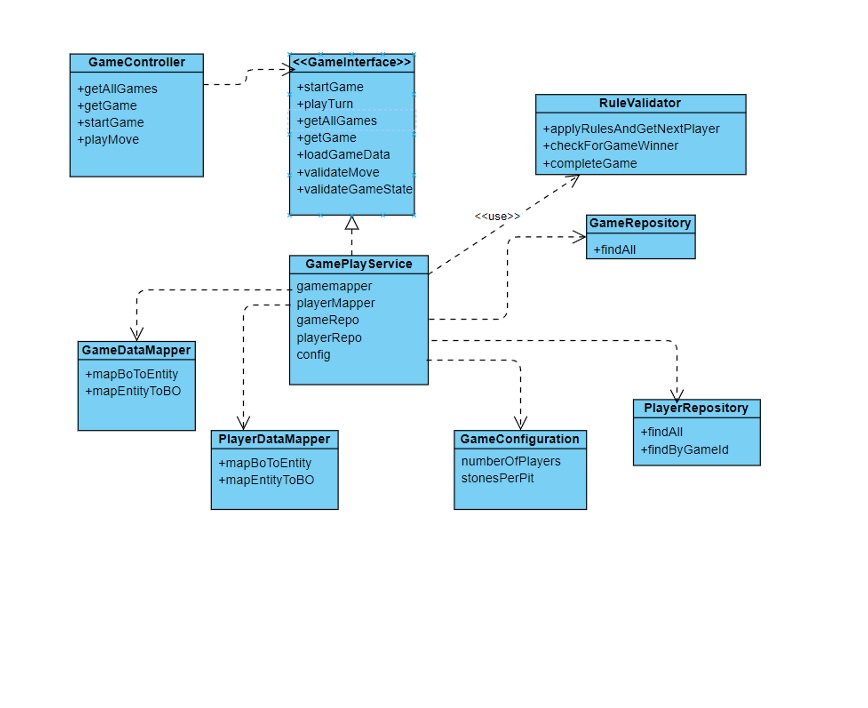 GameController
+getAllGames
+getGame
+startGame
+playMove
<<GameInterface>>
+startGame
+playTurn
+getAllGames
+getGame
+loadGameData
+validateMove
+validateGameState
RuleValidator
+applyRulesAndGetNextPlayer
+checkForGameWinner
+completeGame
<<use>>
GameRepository
+findAll
GamePlayService
gamemapper
playerMapper
gameRepo
playerRepo
config
GameDataMapper
+mapBoToEntity
+mapEntityToBO
PlayerDataMapper
+mapBoToEntity
+mapEntityToBO
GameConfiguration
numberOfPlayers
stonesPerPit
PlayerRepository
+findAll
+findByGameId